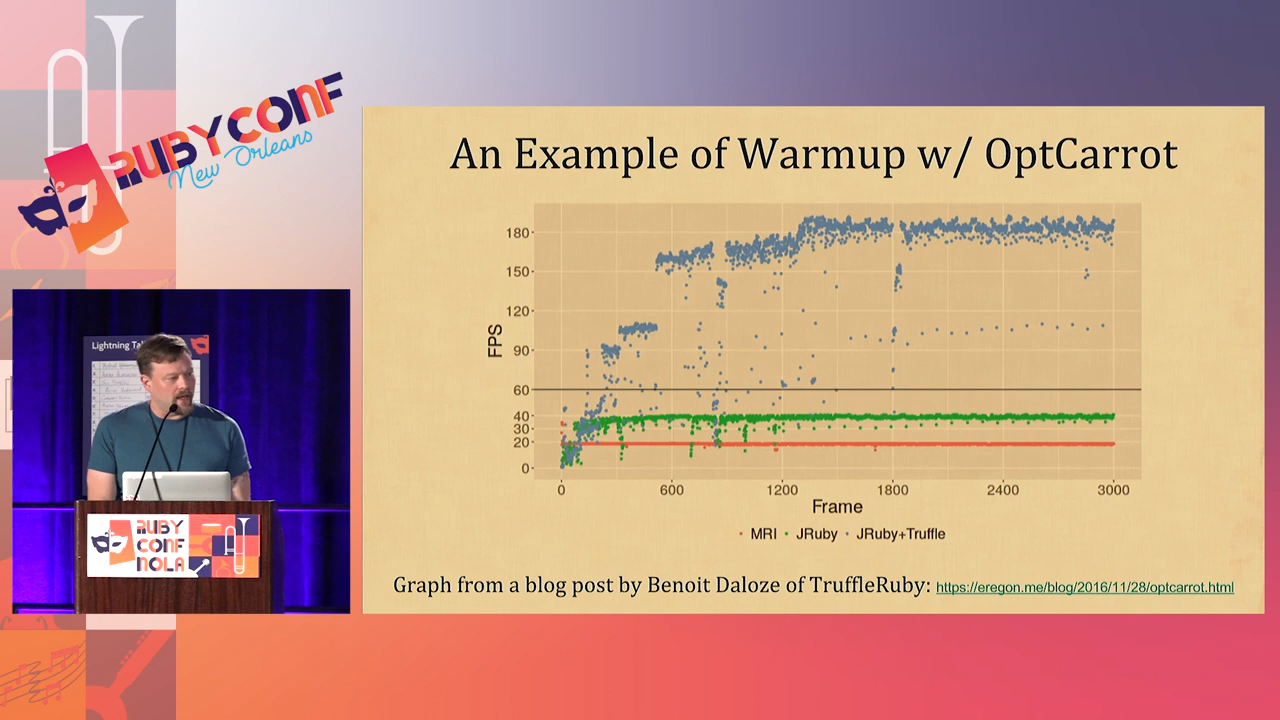 RUBYCONF
New Orleans
An Example of Warmup w/ OptCarrot
FPS
180
150
120
90
60
40
30
20
0
0 600 1200 1800 2400 3000
Frame
MRI JRuby JRuby+Truffle
Graph from a blog post by Benoit Daloze of TruffleRuby: https://eregon.me/blog/2016/11/28/optcarrot.html
Lightning Ta
RUBY
CONF
NOLA